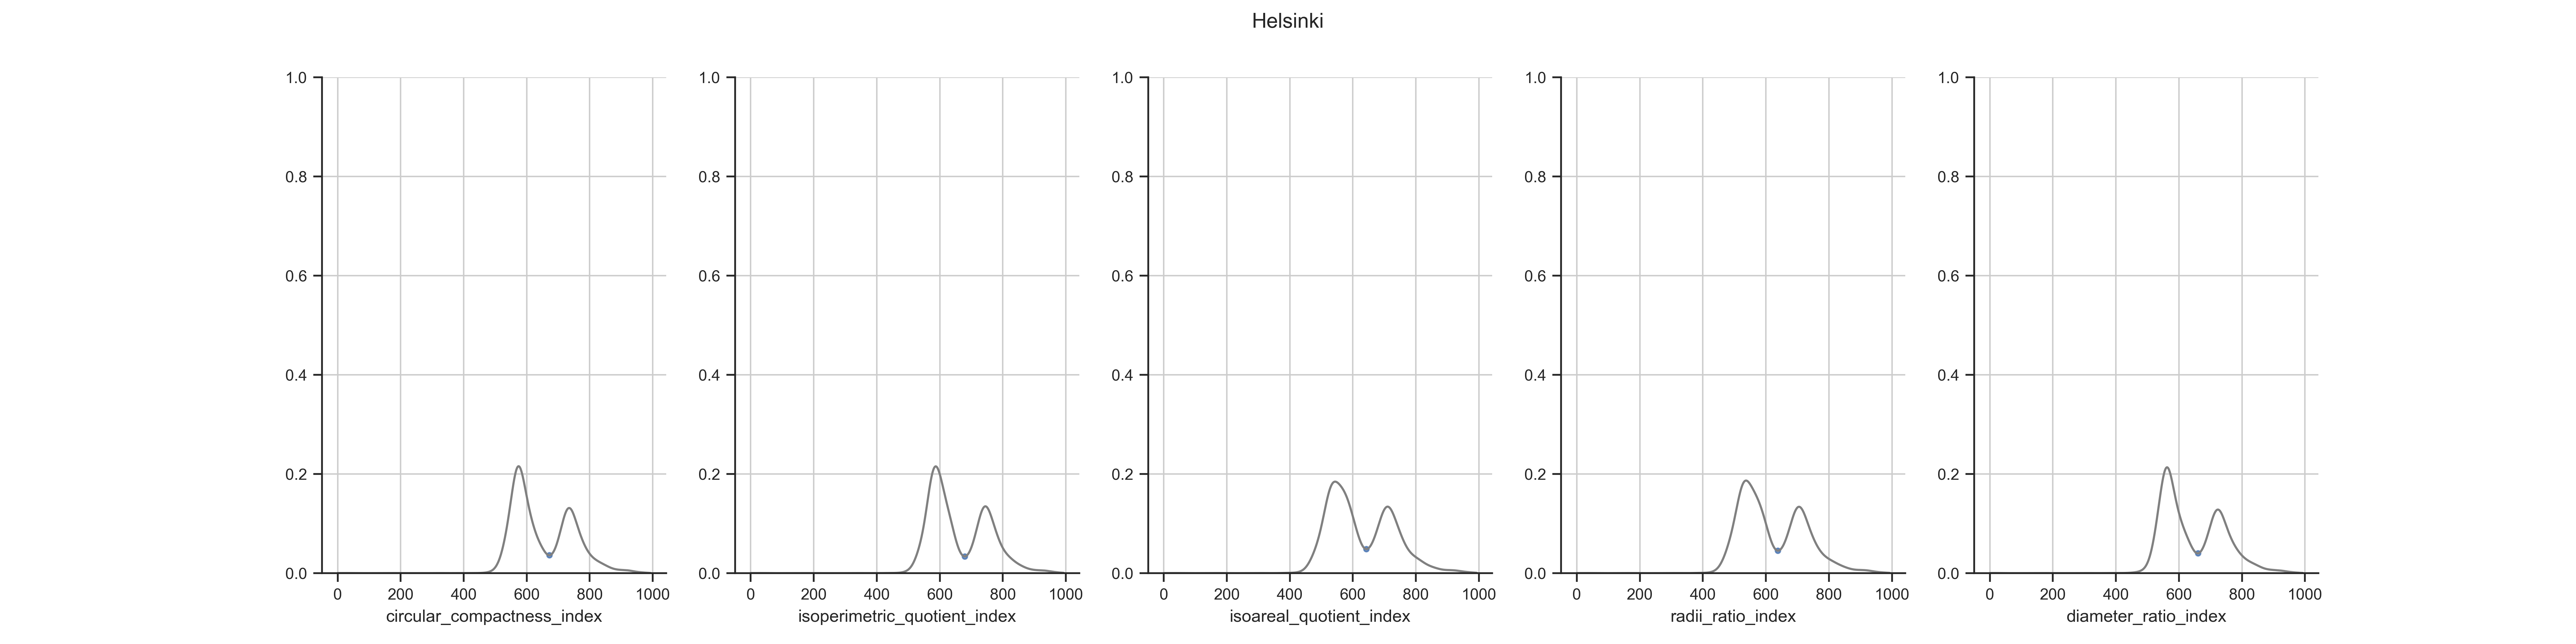 Helsinki
1.0 1.0 1.0 1.0 1.0
0.8 0.8 0.8 0.8 0.8
0.6 0.6 0.6 0.6 0.6
0.4 0.4 0.4 0.4 0.4
0.2 0.2 0.2 0.2 0.2
0.0 0.0 0.0 0.0 0.0
0 200 400 600 800 1000 0 200 400 600 800 1000 0 200 400 600 800 1000 0 200 400 600 800 1000 0 200 400 600 800 1000
circular_compactness_index isoperimetric_quotient_index isoareal_quotient_index radii_ratio_index diameter_ratio_index